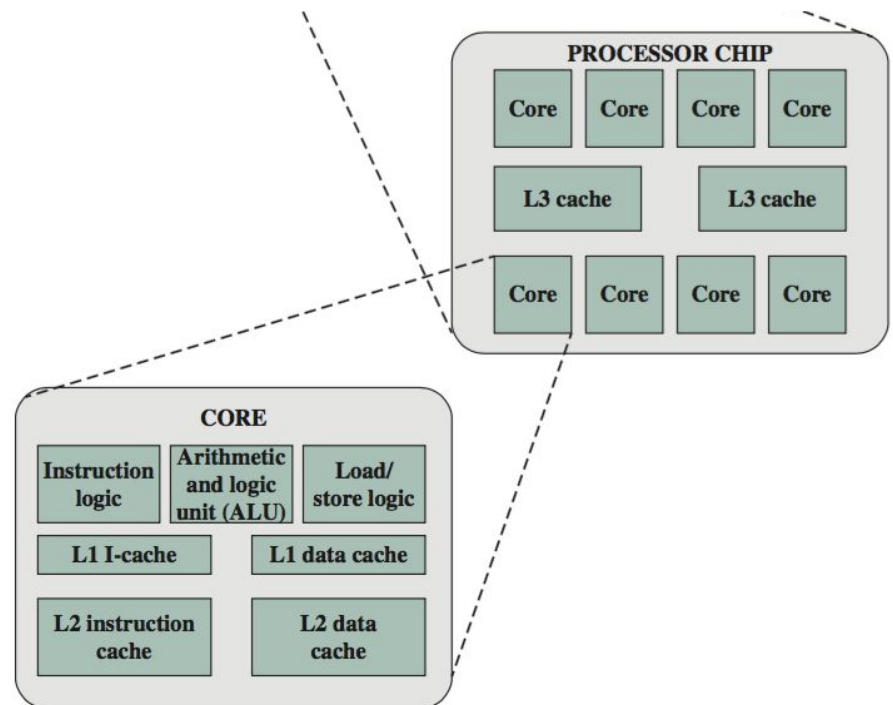 PROCESSOR CHIP
Core Core Core Core
L3 cache L3 cache
Core Core Core Core
CORE
Instruction
logic
Arithmetic
and logic
unit (ALU)
Load/
store logic
L1 I-cache L1 data cache
L2 instruction
cache
L2 data
cache